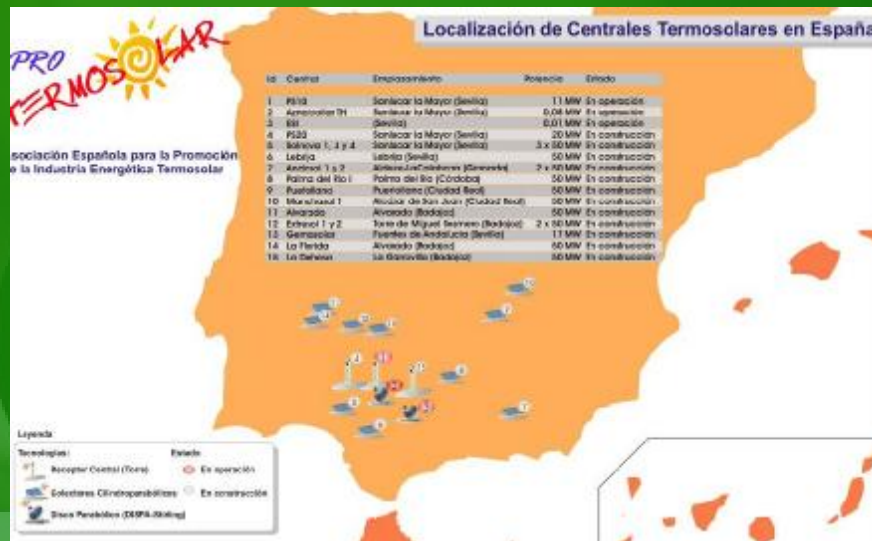 Localización de Centrales Termosolares en España
PRO
TERMOSOLAR
Asociación Española para la Promoción
de la Industria Energética Termosolar
Id Central Emplazamiento Potencia Estado
1 PS10 Sanlúcar la Mayor (Sevilla) 11 MW En operación
2 Aznalcóllar TH Sanlúcar la Mayor (Sevilla) 0,08 MW En operación
3 (Sevilla) 0,01 MW En operación
4 PS20 Sanlúcar la Mayor (Sevilla) 20 MW En construcción
5 Solnova 1, 3 y 4 Sanlúcar la Mayor (Sevilla) 3 x 50 MW En construcción
6 Lebrija Lebrija (Sevilla) 50 MW En construcción
7 Andasol 1 y 2 (Granada) 2 x 50 MW En construcción
8 Palma del Río I Palma del Río (Córdoba) 50 MW En construcción
9 Puertollano Puertollano (Ciudad Real) 50 MW En construcción
10 Manchasol 1 Alcázar de San Juan (Ciudad Real) 50 MW En construcción
11 Alvarado Alvarado (Badajoz) 50 MW En construcción
12 Extresol 1 y 2 Torre de Miguel Sesmero (Badajoz) 2 x 50 MW En construcción
13 Gemasolar Fuentes de Andalucía (Sevilla) 11 MW En construcción
14 La Florida Alvarado (Badajoz) 50 MW En construcción
15 La Dehesa La Garrovilla (Badajoz) 50 MW En construcción
Leyenda
Tecnologías: Estado
Receptor Central (Torre) En operación
Colectores Cilindroparabólicos En construcción
Disco Parabólico (DISPA-Stirling)